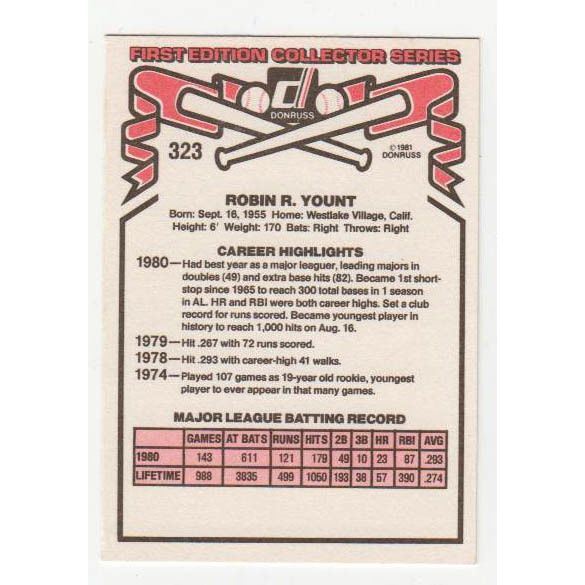 FIRST EDITION COLLECTOR SERIES
DONRUSS
323
© 1981
DONRUSS
ROBIN R. YOUNT
Born: Sept. 16, 1955 Home: Westlake Village, Calif.
Height: 6' Weight: 170 Bats: Right Throws: Right
CAREER HIGHLIGHTS
1980—Had best year as a major leaguer, leading majors in
doubles (49) and extra base hits (82). Became 1st short-
stop since 1965 to reach 300 total bases in 1 season
in AL. HR and RBI were both career highs. Set a club
record for runs scored. Became youngest player in
history to reach 1,000 hits on Aug. 16.
1979—Hit .267 with 72 runs scored.
1978—Hit .293 with career-high 41 walks.
1974—Played 107 games as 19-year old rookie, youngest
player to ever appear in that many games.
MAJOR LEAGUE BATTING RECORD
GAMES AT BATS RUNS HITS 2B 3B HR RBI AVG
1980 143 611 121 179 49 10 23 87 .293
LIFETIME 988 3835 499 1050 193 38 57 390 .274